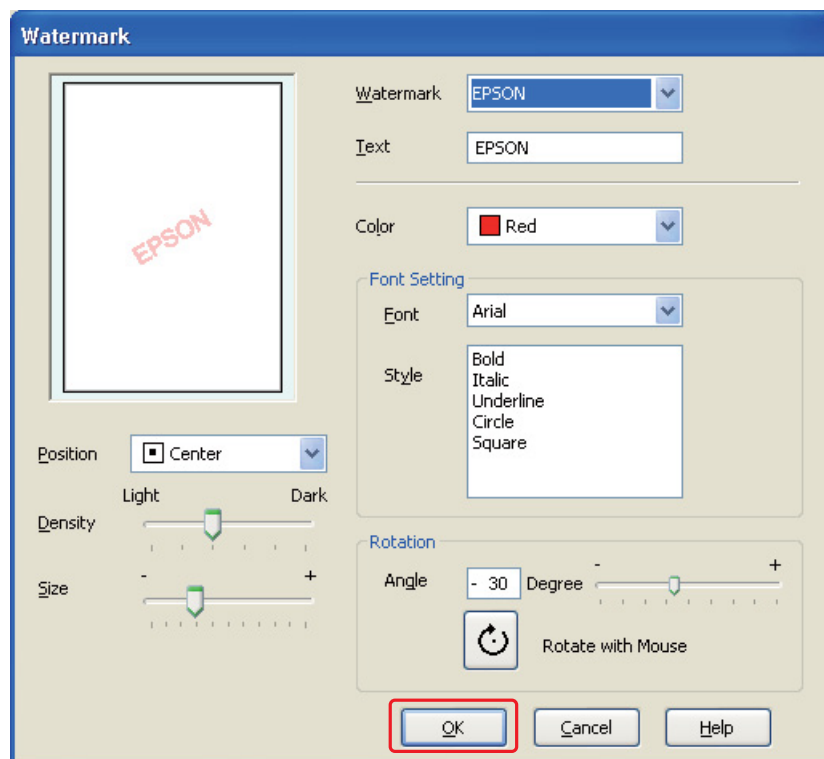 Watermark
EPSON
Position Center
Light Dark
Density
Size - +
Watermark EPSON
Text EPSON
Color Red
Font Setting
Font Arial
Style Bold
Italic
Underline
Circle
Square
Rotation
Angle - 30 Degree - +
Rotate with Mouse
OK Cancel Help